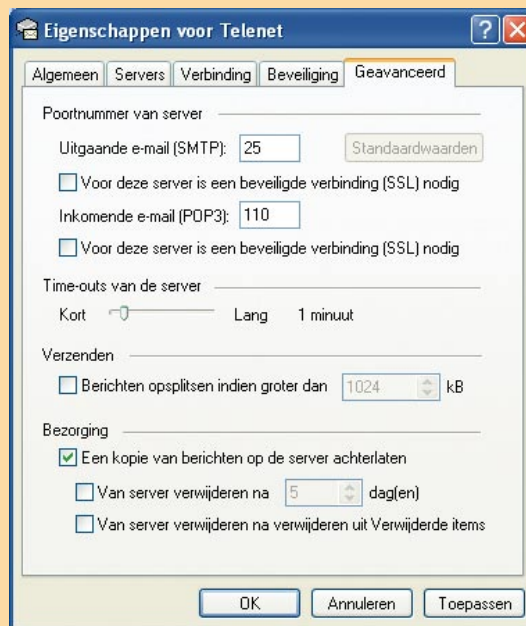 Eigenschappen voor Telenet
Algemeen Servers Verbinding Beveiliging Geavanceerd
Poortnummer van server
Uitgaande e-mail (SMTP): 25 Standaardwaarden
Voor deze server is een beveiligde verbinding (SSL) nodig
Inkomende e-mail (POP3): 110
Voor deze server is een beveiligde verbinding (SSL) nodig
Time-outs van de server
Kort Lang 1 minuut
Verzenden
Berichten opsplitsen indien groter dan 1024 kB
Bezorging
Een kopie van berichten op de server achterlaten
Van server verwijderen na 5 dag(en)
Van server verwijderen na verwijderen uit Verwijderde items
OK Annuleren Toepassen